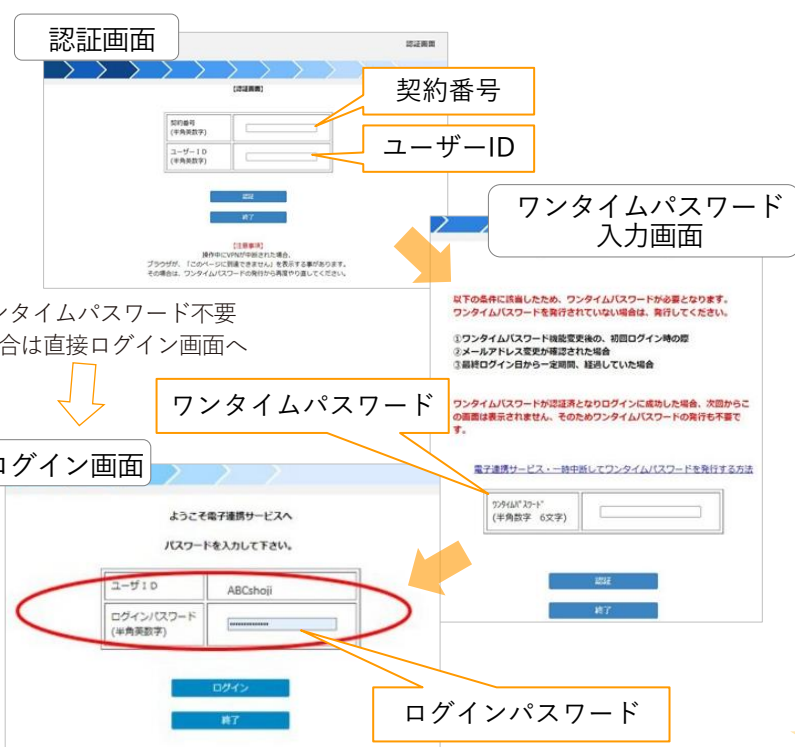 認証画面
認証画面
【認証画面】
契約番号
(半角英数字)
契約番号
ユーザーID
(半角英数字)
ユーザーID
認証
終了
【注意事項】
操作中にVPNが中断された場合、
ブラウザが、「このページに到達できません」を表示する事があります。
その場合は、ワンタイムパスワードの発行から再度やり直してください。
ワンタイムパスワード
入力画面
以下の条件に該当したため、ワンタイムパスワードが必要となります。
ワンタイムパスワードを発行されていない場合は、発行してください。
①ワンタイムパスワード機能変更後の、初回ログイン時の際
②メールアドレス変更が確認された場合
③最終ログイン日から一定期間、経過していた場合
ワンタイムパスワードが認証済となりログインに成功した場合、次回からこ
の画面は表示されません、そのためワンタイムパスワードの発行も不要で
す。
電子連携サービス・一時中断してワンタイムパスワードを発行する方法
ワンタイムパスワード
ﾜﾝﾀｲﾑﾊﾟｽﾜｰﾄﾞ
(半角数字 6文字)
認証
終了
ンタイムパスワード不要
合は直接ログイン画面へ
ログイン画面
ようこそ電子連携サービスへ
パスワードを入力して下さい。
ユーザID
ABCshoji
ログインパスワード
(半角英数字)
ログイン
終了
ログインパスワード